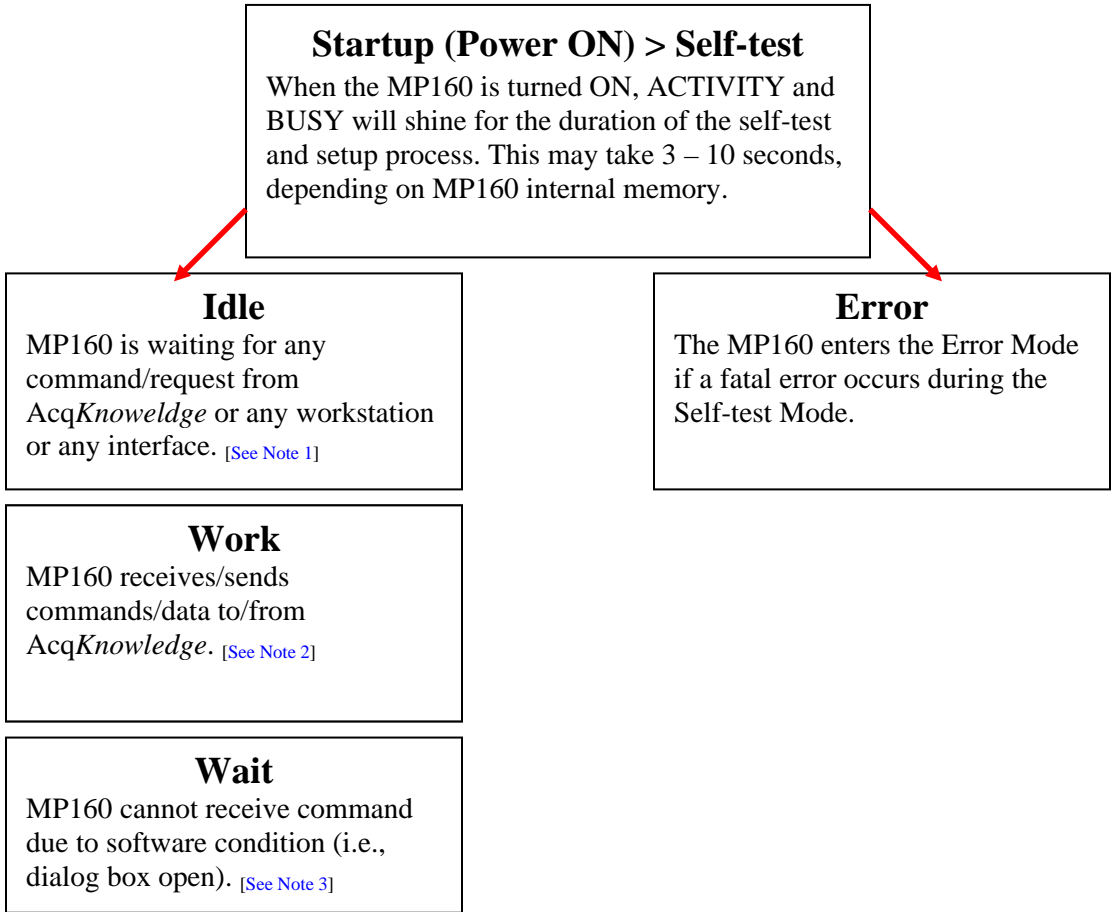 Startup (Power ON) > Self-test
When the MP160 is turned ON, ACTIVITY and
BUSY will shine for the duration of the self-test
and setup process. This may take 3 – 10 seconds,
depending on MP160 internal memory.
Idle
MP160 is waiting for any
command/request from
AcqKnoweldge or any workstation
or any interface. [See Note 1]
Error
The MP160 enters the Error Mode
if a fatal error occurs during the
Self-test Mode.
Work
MP160 receives/sends
commands/data to/from
AcqKnowledge. [See Note 2]
Wait
MP160 cannot receive command
due to software condition (i.e.,
dialog box open). [See Note 3]